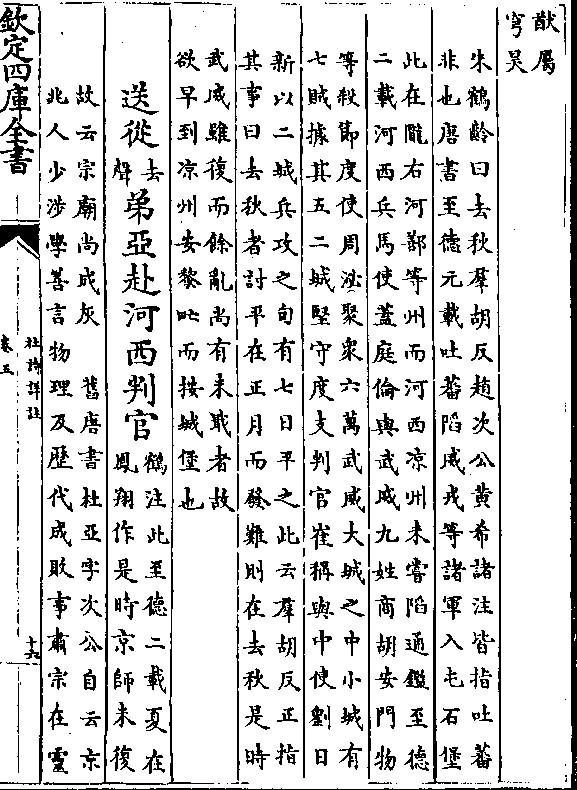 猷屬
穹昊
朱鶴齡曰去秋羣胡反趙次公黃希諸注皆指吐蕃
非也唐書至德元載吐蕃陷威戎等諸軍入屯石堡
此在隴右河鄯等州而河西涼州未嘗陷通鑑至德
二載河西兵馬使蓋庭倫與武威九姓商胡安門物
等殺節度使周泌聚衆六萬武威大城之中小城有
七賊據其五二城堅守度支判官崔稱與中使劉日
新以二城兵攻之旬有七日平之此云羣胡反正指
其事曰去秋者討平在正月而發難則在去秋是時
武威雖復而餘亂尚有未戢者故
欲早到涼州安黎甿而按城堡也
送從去聲弟亞赴河西判官
鶴注此至德二載夏在
鳳翔作是時京師未復
故云宗廟尚成灰 舊唐書杜亞字次公自云京
兆人少涉學善言物理及歷代成敗事肅宗在靈
欽定四庫全書
杜詩詳註
卷五
十六